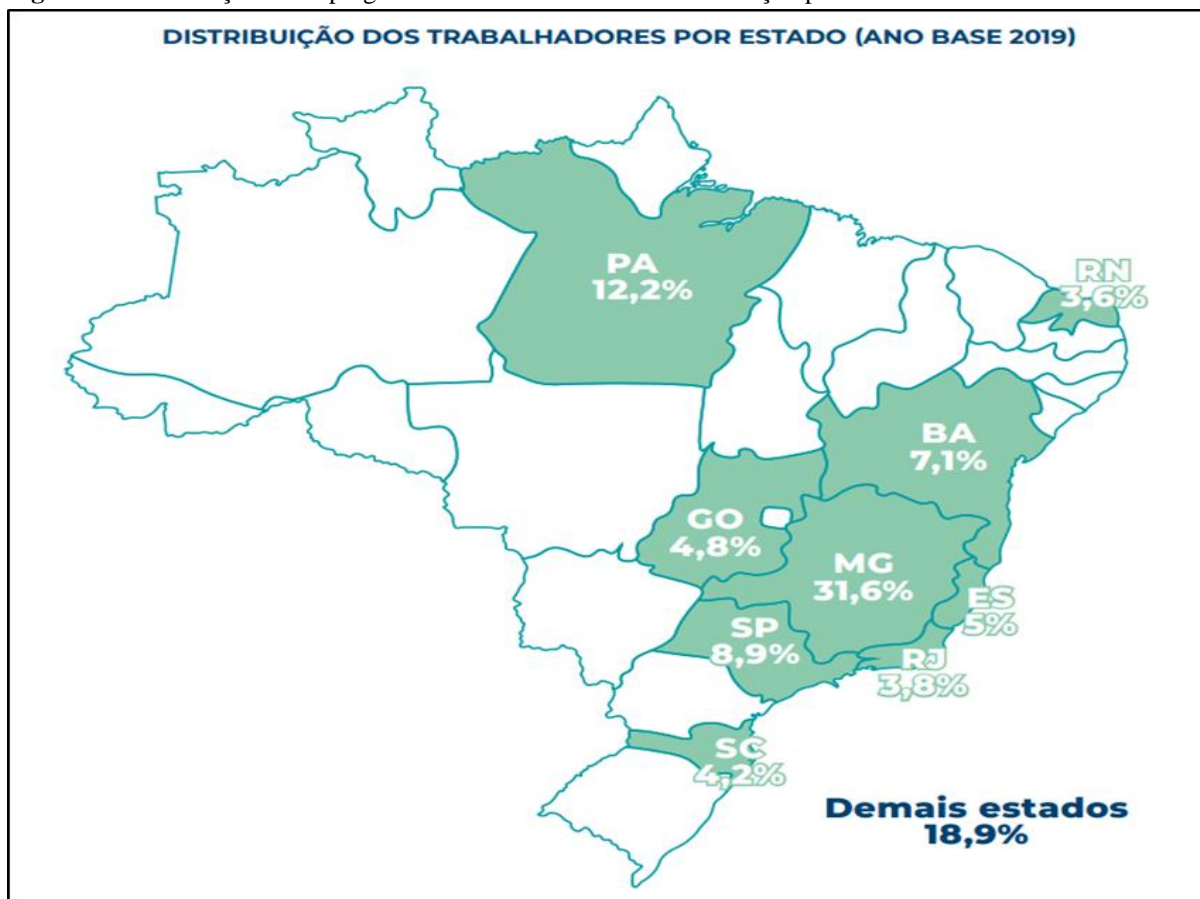 DISTRIBUIÇÃO DOS TRABALHADORES POR ESTADO (ANO BASE 2019)
PA
12,2%
RN
3,6%
BA
7,1%
GO
4,8%
MG
31,6%
ES
5%
SP
8,9%
RJ
3,8%
SC
4,2%
Demais estados
18,9%